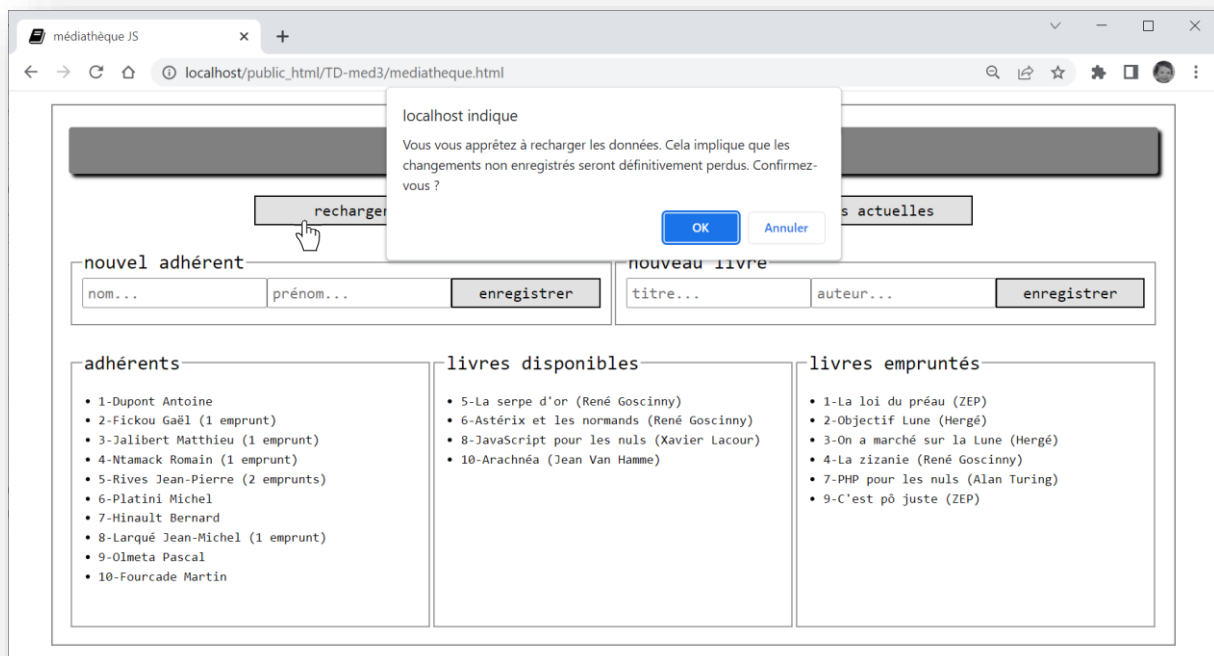 médiathèque JS
localhost/public_html/TD-med3/mediatheque.html
localhost indique
Vous vous apprêtez à recharger les données. Cela implique que les
changements non enregistrés seront définitivement perdus. Confirmez-
vous ?
OK Annuler
recharger
s actuelles
nouvel adhérent
nouveau livre
nom... prénom... enregistrer
titre... auteur... enregistrer
adhérents
• 1-Dupont Antoine
• 2-Fickou Gaël (1 emprunt)
• 3-Jalibert Matthieu (1 emprunt)
• 4-Ntamack Romain (1 emprunt)
• 5-Rives Jean-Pierre (2 emprunts)
• 6-Platini Michel
• 7-Hinault Bernard
• 8-Larqué Jean-Michel (1 emprunt)
• 9-Olmeta Pascal
• 10-Fourcade Martin
livres disponibles
• 5-La serpe d'or (René Goscinny)
• 6-Astérix et les normands (René Goscinny)
• 8-JavaScript pour les nuls (Xavier Lacour)
• 10-Arachnéa (Jean Van Hamme)
livres empruntés
• 1-La loi du préau (ZEP)
• 2-Objectif Lune (Hergé)
• 3-On a marché sur la Lune (Hergé)
• 4-La zizanie (René Goscinny)
• 7-PHP pour les nuls (Alan Turing)
• 9-C'est pô juste (ZEP)